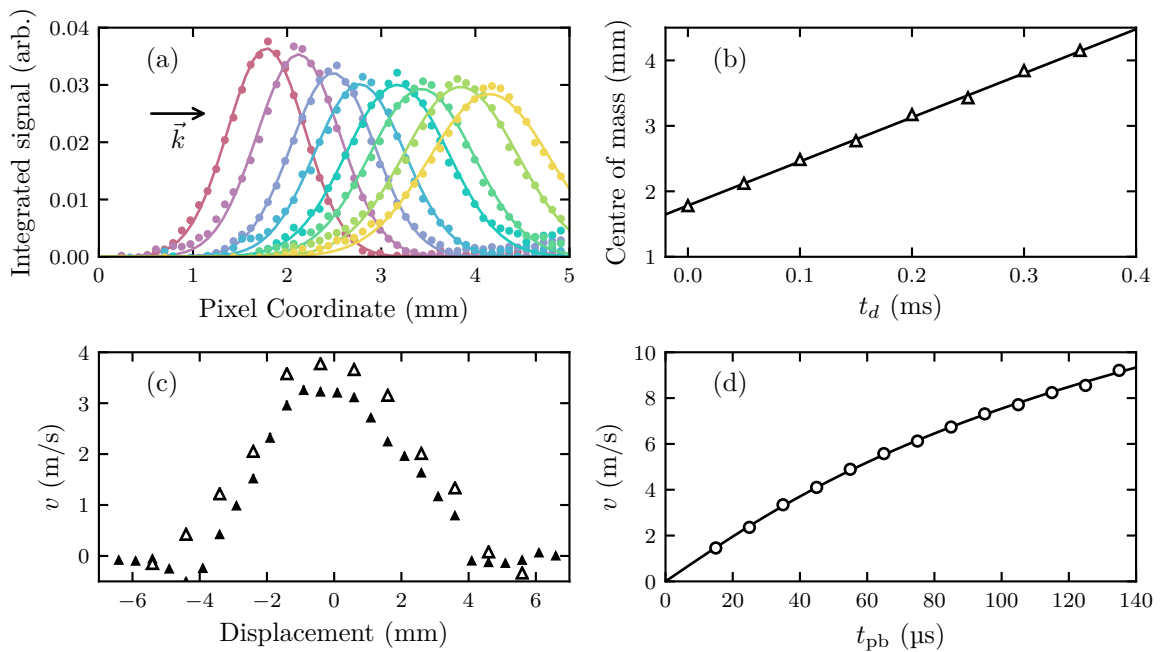 Integrated signal (arb.)
0.04
0.03
0.02
0.01
0.00
(a)
k⃗
0 1 2 3 4 5
Pixel Coordinate (mm)
Centre of mass (mm)
4
3
2
1
(b)
0.0 0.1 0.2 0.3 0.4
t_d (ms)
v (m/s)
4
3
2
1
0
(c)
−6 −4 −2 0 2 4 6
Displacement (mm)
v (m/s)
10
8
6
4
2
0
(d)
0 20 40 60 80 100 120 140
t_pb (µs)